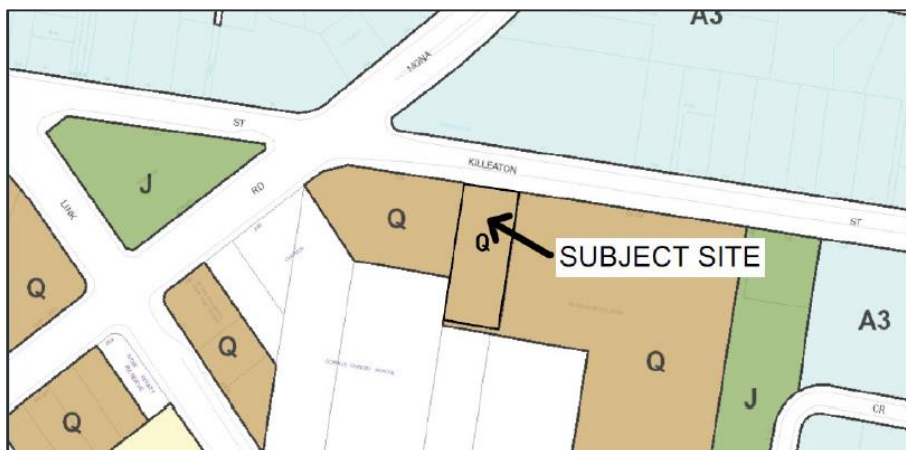 A3
MONA
ST
KILLEATON
J
RD
LINK
Q
Q
SUBJECT SITE
ST
Q
Q
Q
A3
J
Q
CR